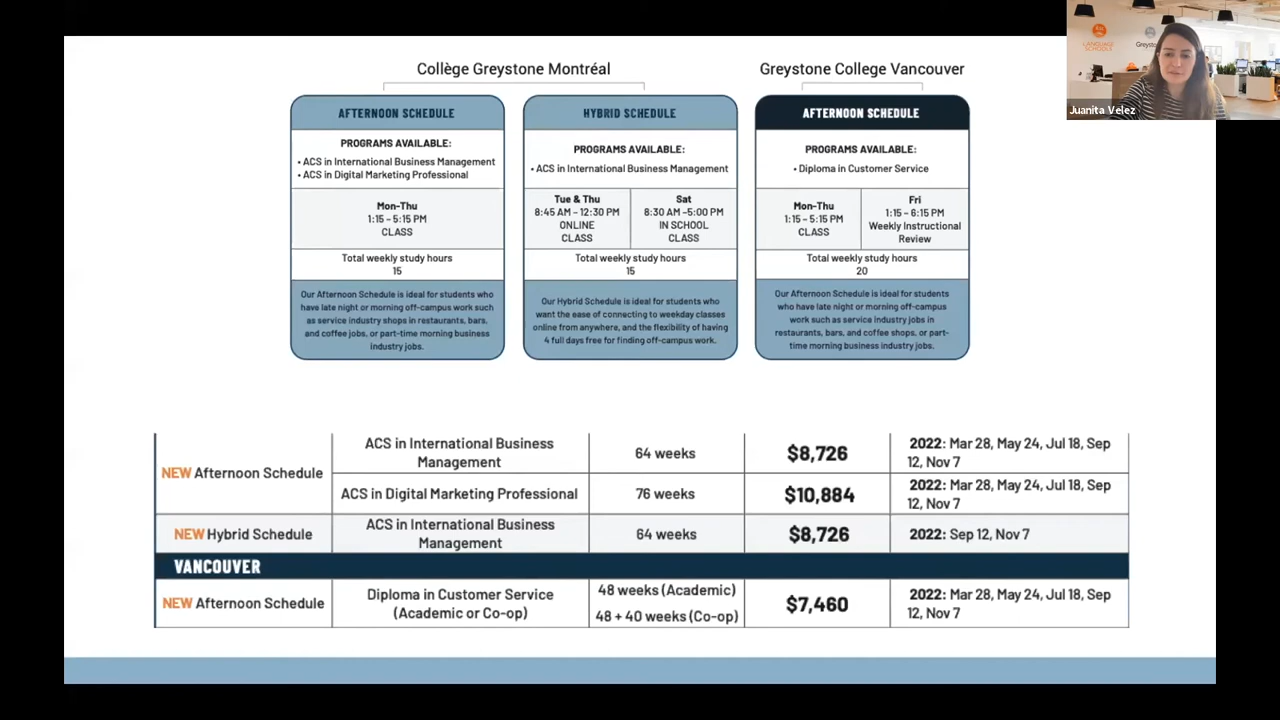 LANGUAGE
SCHOOLS
Juanita Velez
Collège Greystone Montréal
Greystone College Vancouver
AFTERNOON SCHEDULE
PROGRAMS AVAILABLE:
• ACS in International Business Management
• ACS in Digital Marketing Professional
Mon-Thu
1:15 – 5:15 PM
CLASS
Total weekly study hours
15
Our Afternoon Schedule is ideal for students who
have late night or morning off-campus work such
as service industry shops in restaurants, bars,
and coffee jobs, or part-time morning business
industry jobs.
HYBRID SCHEDULE
PROGRAMS AVAILABLE:
• ACS in International Business Management
Tue & Thu
8:45 AM – 12:30 PM
ONLINE
CLASS
Sat
8:30 AM –5:00 PM
IN SCHOOL
CLASS
Total weekly study hours
15
Our Hybrid Schedule is ideal for students who
want the ease of connecting to weekday classes
online from anywhere, and the flexibility of having
4 full days free for finding off-campus work.
AFTERNOON SCHEDULE
PROGRAMS AVAILABLE:
• Diploma in Customer Service
Mon-Thu
1:15 – 5:15 PM
CLASS
Fri
1:15 – 6:15 PM
Weekly Instructional
Review
Total weekly study hours
20
Our Afternoon Schedule is ideal for students
who have late night or morning off-campus
work such as service industry jobs in
restaurants, bars, and coffee shops, or part-
time morning business industry jobs.
NEW Afternoon Schedule
ACS in International Business
Management
64 weeks
$8,726
2022: Mar 28, May 24, Jul 18, Sep
12, Nov 7
ACS in Digital Marketing Professional
76 weeks
$10,884
2022: Mar 28, May 24, Jul 18, Sep
12, Nov 7
NEW Hybrid Schedule
ACS in International Business
Management
64 weeks
$8,726
2022: Sep 12, Nov 7
VANCOUVER
NEW Afternoon Schedule
Diploma in Customer Service
(Academic or Co-op)
48 weeks (Academic)
48 + 40 weeks (Co-op)
$7,460
2022: Mar 28, May 24, Jul 18, Sep
12, Nov 7